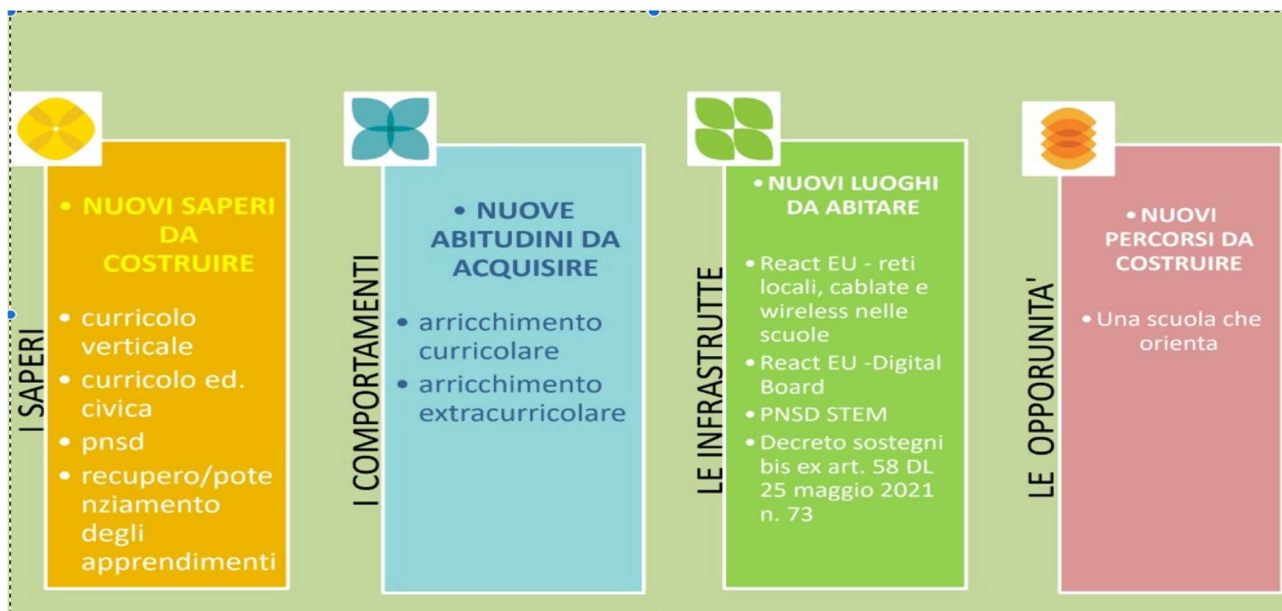 I SAPERI
• NUOVI SAPERI
DA
COSTRUIRE
• curricolo
verticale
• curricolo ed.
civica
• pnsd
• recupero/pote
nziamento
degli
apprendimenti
I COMPORTAMENTI
• NUOVE
ABITUDINI DA
ACQUISIRE
• arricchimento
curricolare
• arricchimento
extracurricolare
LE INFRASTRUTTE
• NUOVI LUOGHI
DA ABITARE
• React EU - reti
locali, cablate e
wireless nelle
scuole
• React EU -Digital
Board
• PNSD STEM
• Decreto sostegni
bis ex art. 58 DL
25 maggio 2021
n. 73
LE OPPORUNITA'
• NUOVI
PERCORSI DA
COSTRUIRE
• Una scuola che
orienta